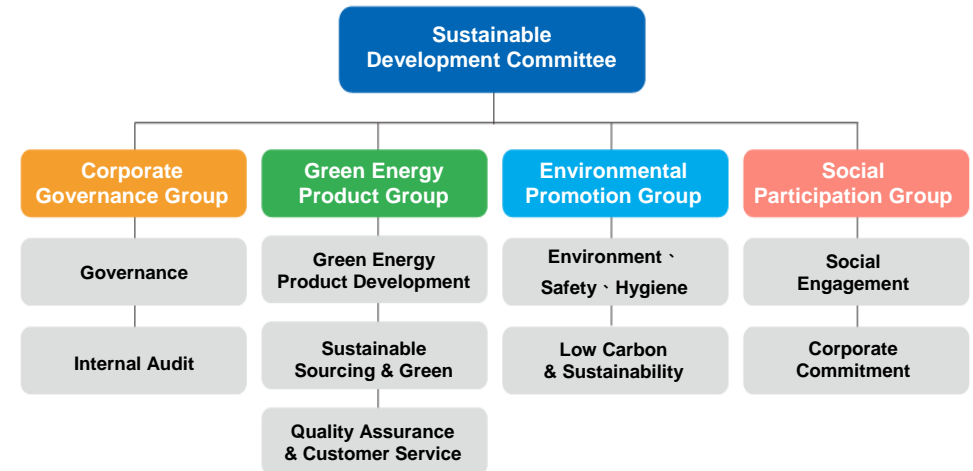 Sustainable
Development Committee
Corporate
Governance Group
Green Energy
Product Group
Environmental
Promotion Group
Social
Participation Group
Governance
Internal Audit
Green Energy
Product Development
Sustainable
Sourcing & Green
Quality Assurance
& Customer Service
Environment、
Safety、Hygiene
Low Carbon
& Sustainability
Social
Engagement
Corporate
Commitment